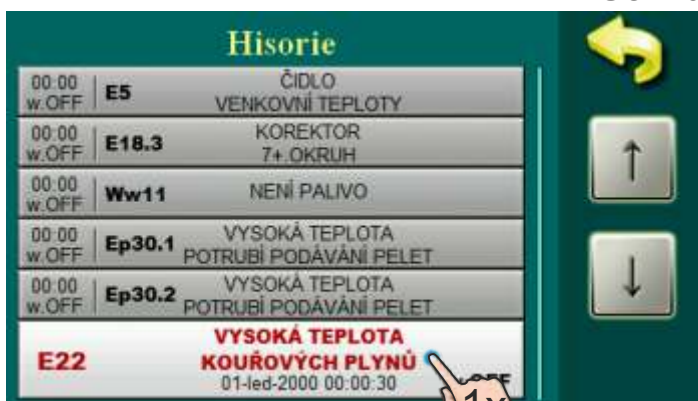 Hisorie
00:00 E5 ČIDLO
w.OFF VENKOVNÍ TEPLOTY
00:00 E18.3 KOREKTOR
w.OFF 7+.OKRUH
00:00 Ww11 NENÍ PALIVO
w.OFF
00:00 Ep30.1 VYSOKÁ TEPLOTA
w.OFF POTRUBÍ PODÁVÁNÍ PELET
00:00 Ep30.2 VYSOKÁ TEPLOTA
w.OFF POTRUBÍ PODÁVÁNÍ PELET
VYSOKÁ TEPLOTA
E22 KOUŘOVÝCH PLYNŮ
01-led-2000 00:00:30
1x